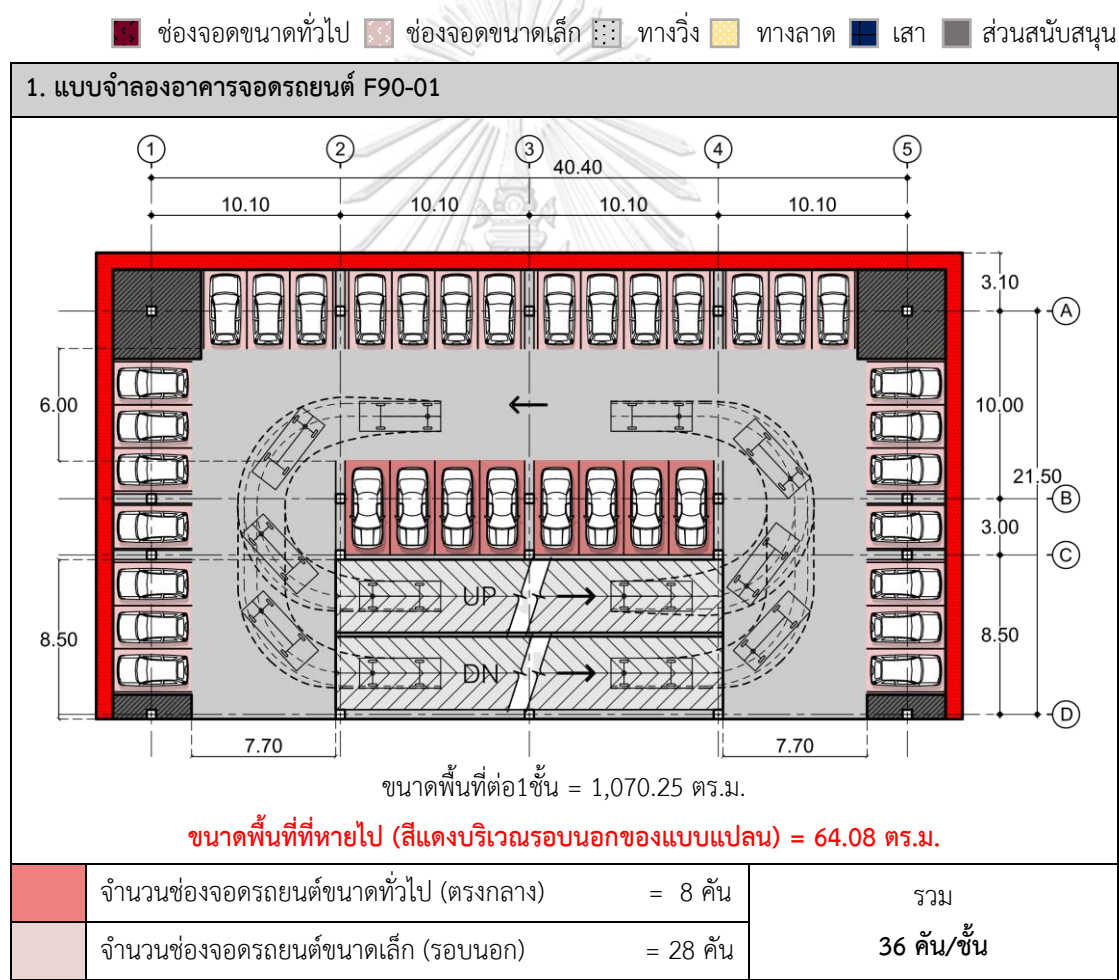 ช่องจอดขนาดทั่วไป ช่องจอดขนาดเล็ก ทางวิ่ง ทางลาด เสา ส่วนสนับสนุน
1. แบบจำลองอาคารจอดรถยนต์ F90-01
1 2 3 4 5
40.40
10.10 10.10 10.10 10.10
3.10
A
6.00
10.00
21.50
B
3.00
C
UP
8.50
8.50
DN
D
7.70 7.70
ขนาดพื้นที่ต่อ1ชั้น = 1,070.25 ตร.ม.
ขนาดพื้นที่ที่หายไป (สีแดงบริเวณรอบนอกของแบบแปลน) = 64.08 ตร.ม.
จำนวนช่องจอดรถยนต์ขนาดทั่วไป (ตรงกลาง) = 8 คัน
รวม
จำนวนช่องจอดรถยนต์ขนาดเล็ก (รอบนอก) = 28 คัน
36 คัน/ชั้น